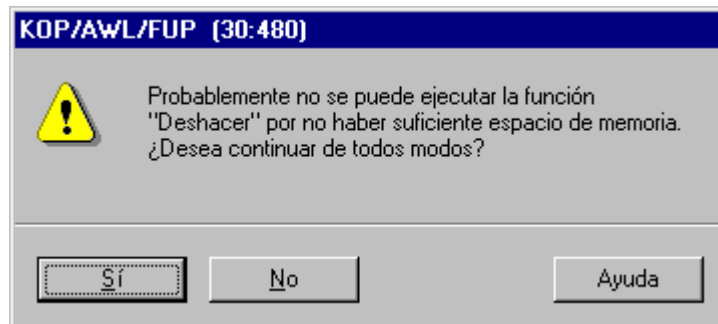 KOP/AWL/FUP (30:480)
Probablemente no se puede ejecutar la función
"Deshacer" por no haber suficiente espacio de memoria.
¿Desea continuar de todos modos?
Sí No Ayuda